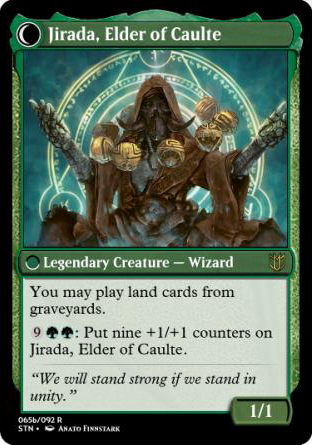 Jirada, Elder of Caulte
Legendary Creature — Wizard
You may play land cards from
graveyards.
9: Put nine +1/+1 counters on
Jirada, Elder of Caulte.
“We will stand strong if we stand in
unity.”
1/1
065b/092 R
STN • Anato Finnstark